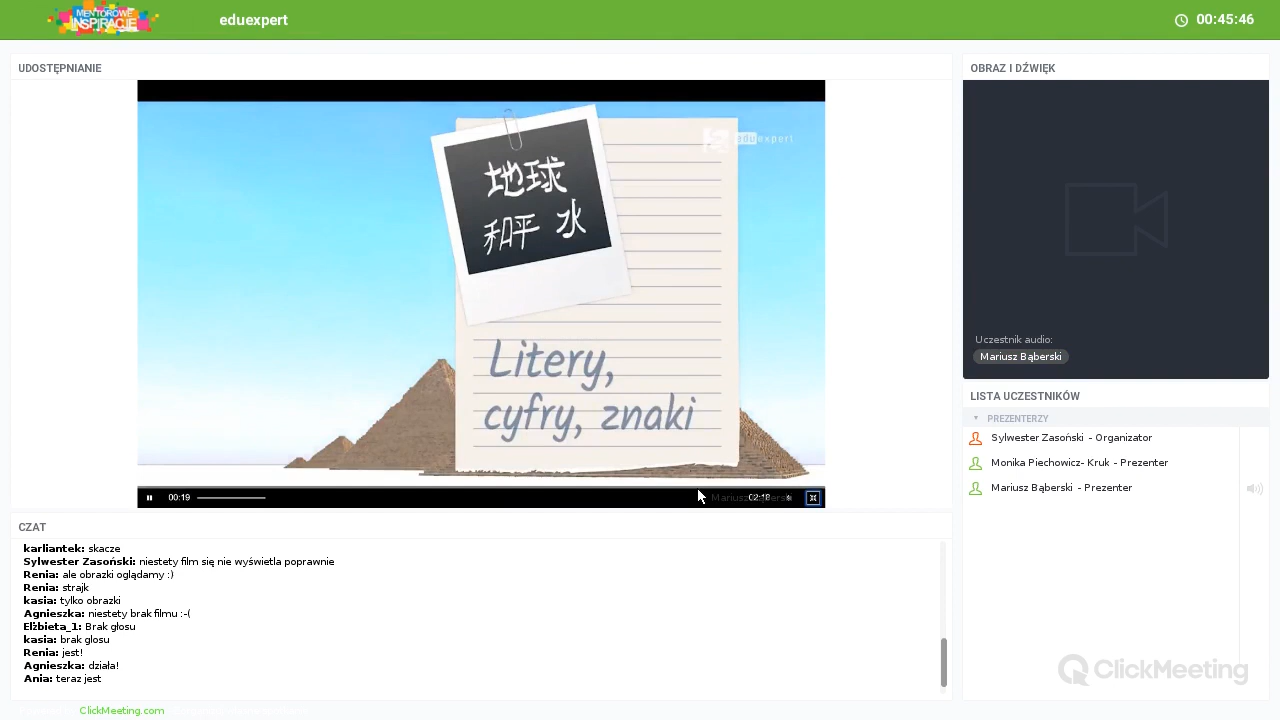 MENTOROWE
INSPIRACJE
eduexpert
00:45:46
UDOSTĘPNIANIE
OBRAZ I DŹWIĘK
eduexpert
地球
和平 水
Litery,
cyfry, znaki
Uczestnik audio:
Mariusz Bąberski
LISTA UCZESTNIKÓW
PREZENTERZY
Sylwester Zasoński - Organizator
Monika Piechowicz- Kruk - Prezenter
Mariusz Bąberski - Prezenter
00:19
Mariusz Bąberski
02:18
CZAT
karliantek: skacze
Sylwester Zasoński: niestety film się nie wyświetla poprawnie
Renia: ale obrazki oglądamy :)
Renia: strajk
kasia: tylko obrazki
Agnieszka: niestety brak filmu :-(
Elżbieta_1: Brak głosu
kasia: brak glosu
Renia: jest!
Agnieszka: działa!
Ania: teraz jest
ClickMeeting
ClickMeeting.com